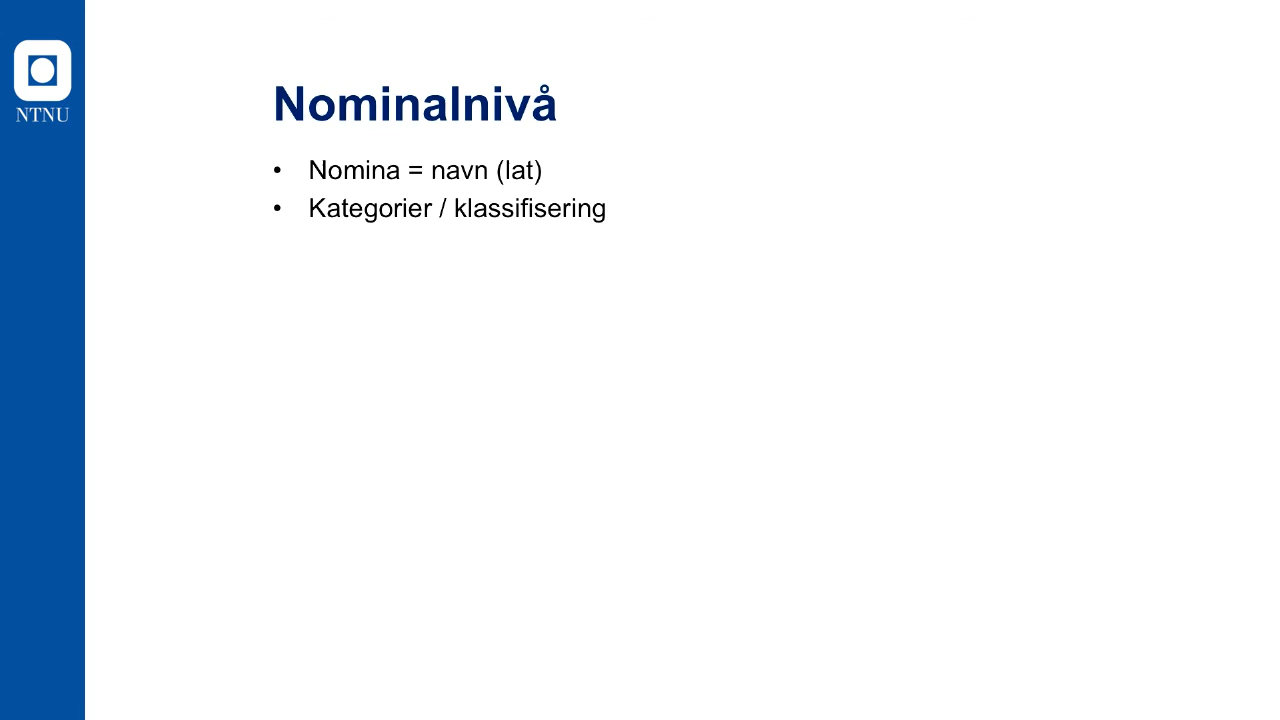 NTNU
Nominalnivå
• Nomina = navn (lat)
• Kategorier / klassifisering